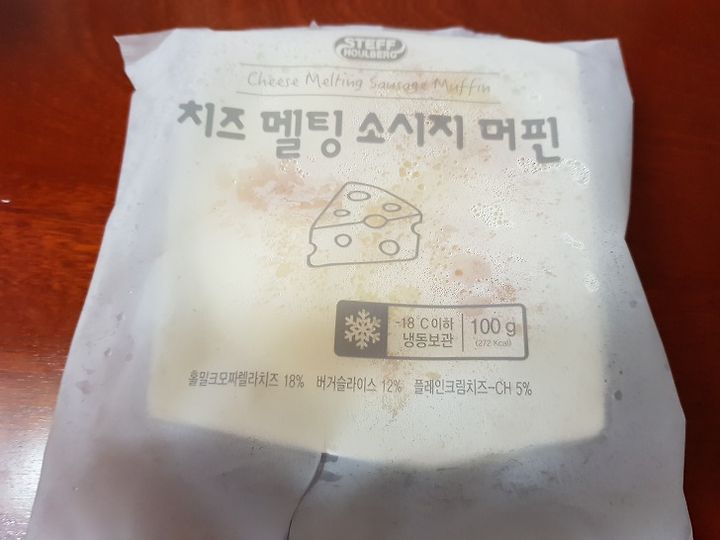 STEFF
HOULBERG
Cheese Melting Sausage Muffin
치즈 멜팅 소시지 머핀
-18 C 이하
냉동보관
100 g
(272 Kcal)
홀밀크모짜렐라치즈 18% 버거슬라이스 12% 플레인크림치즈-CH 5%